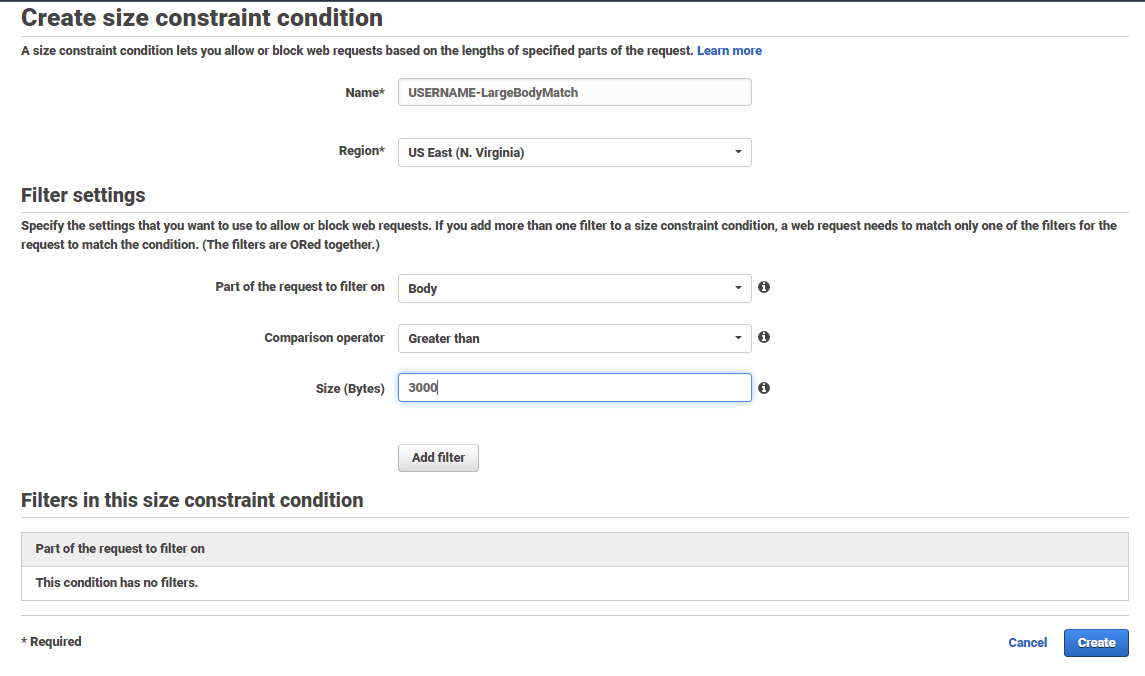 Create size constraint condition
A size constraint condition lets you allow or block web requests based on the lengths of specified parts of the request. Learn more
Name* USERNAME-LargeBodyMatch
Region* US East (N. Virginia)
Filter settings
Specify the settings that you want to use to allow or block web requests. If you add more than one filter to a size constraint condition, a web request needs to match only one of the filters for the
request to match the condition. (The filters are ORed together.)
Part of the request to filter on Body
Comparison operator Greater than
Size (Bytes) 3000
Add filter
Filters in this size constraint condition
Part of the request to filter on
This condition has no filters.
* Required Cancel Create